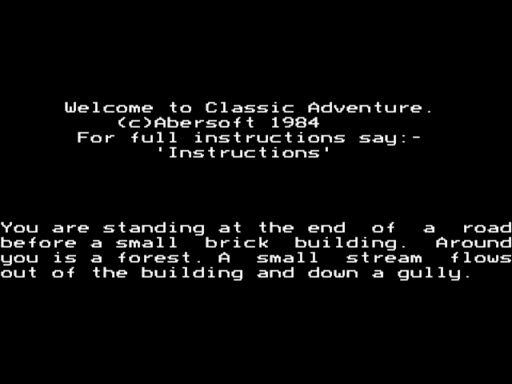 Welcome to Classic Adventure.
(c)Abersoft 1984
For full instructions say:-
'Instructions'
You are standing at the end of a road
before a small brick building. Around
you is a forest. A small stream flows
out of the building and down a gully.